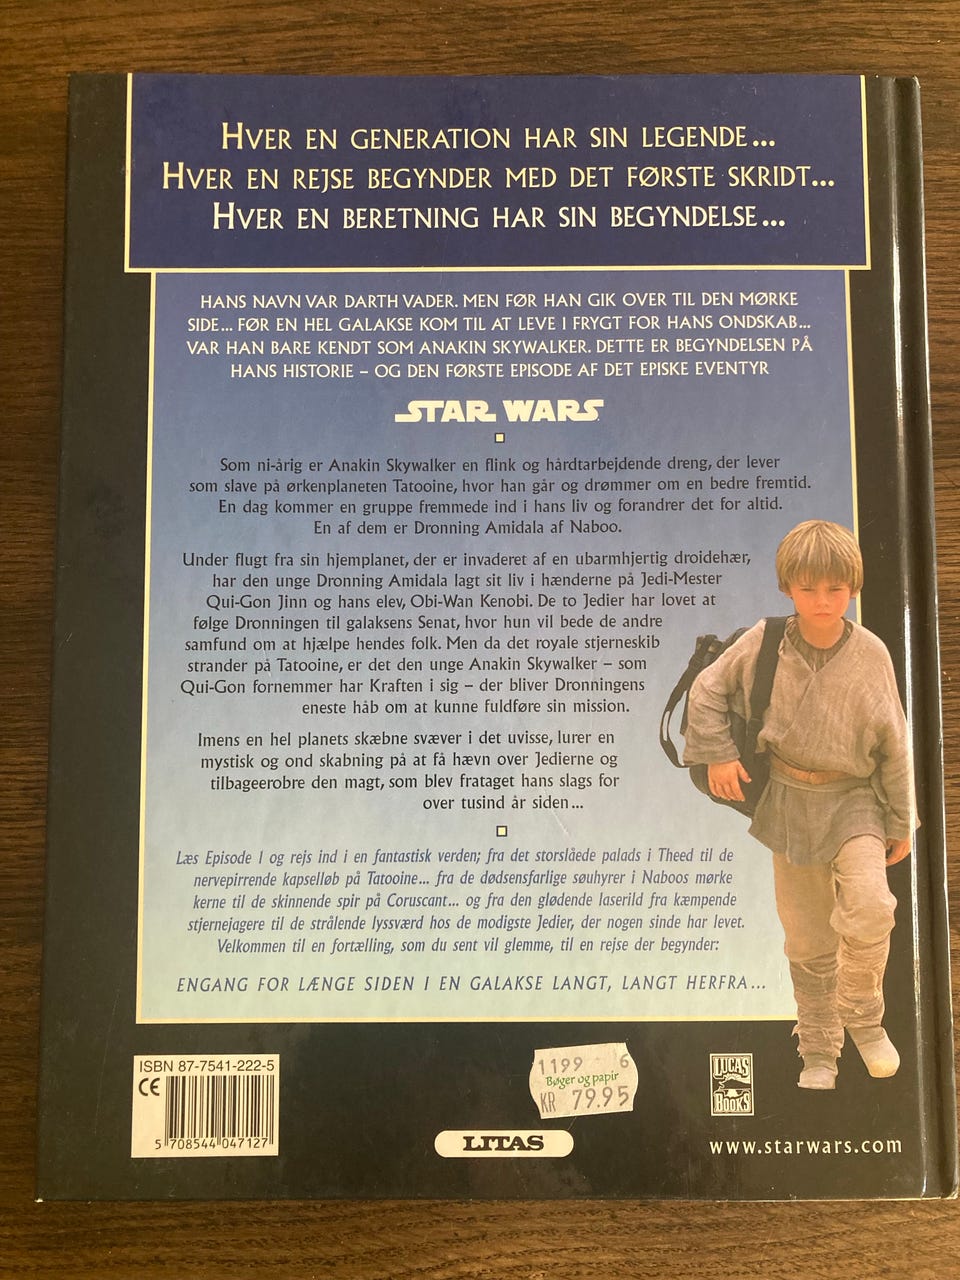 HVER EN GENERATION HAR SIN LEGENDE...
HVER EN REJSE BEGYNDER MED DET FØRSTE SKRIDT...
HVER EN BERETNING HAR SIN BEGYNDELSE...
HANS NAVN VAR DARTH VADER. MEN FØR HAN GIK OVER TIL DEN MØRKE
SIDE... FØR EN HEL GALAKSE KOM TIL AT LEVE I FRYGT FOR HANS ONDSKAB...
VAR HAN BARE KENDT SOM ANAKIN SKYWALKER. DETTE ER BEGYNDELSEN PÅ
HANS HISTORIE – OG DEN FØRSTE EPISODE AF DET EPISKE EVENTYR
STAR WARS
Som ni-årig er Anakin Skywalker en flink og hårdtarbejdende dreng, der lever
som slave på ørkenplaneten Tatooine, hvor han går og drømmer om en bedre fremtid.
En dag kommer en gruppe fremmede ind i hans liv og forandrer det for altid.
En af dem er Dronning Amidala af Naboo.
Under flugt fra sin hjemplanet, der er invaderet af en ubarmhjertig droidehær,
har den unge Dronning Amidala lagt sit liv i hænderne på Jedi-Mester
Qui-Gon Jinn og hans elev, Obi-Wan Kenobi. De to Jedier har lovet at
følge Dronningen til galaksens Senat, hvor hun vil bede de andre
samfund om at hjælpe hendes folk. Men da det royale stjerneskib
strander på Tatooine, er det den unge Anakin Skywalker – som
Qui-Gon fornemmer har Kraften i sig – der bliver Dronningens
eneste håb om at kunne fuldføre sin mission.
Imens en hel planets skæbne svæver i det uvisse, lurer en
mystisk og ond skabning på at få hævn over Jedierne og
tilbageerobre den magt, som blev frataget hans slags for
over tusind år siden...
Læs Episode I og rejs ind i en fantastisk verden; fra det storslåede palads i Theed til de
nervepirrende kapselløb på Tatooine... fra de dødsensfarlige søuhyrer i Naboos mørke
kerne til de skinnende spir på Coruscant... og fra den glødende laserild fra kæmpende
stjernejagere til de strålende lyssværd hos de modigste Jedier, der nogen sinde har levet.
Velkommen til en fortælling, som du sent vil glemme, til en rejse der begynder:
ENGANG FOR LÆNGE SIDEN I EN GALAKSE LANGT, LANGT HERFRA...
ISBN 87-7541-222-5
CE
5 708544 047127
1199 6
Bøger og papir
KR 79.95
LITAS
LUCAS
BOOKS
www.starwars.com